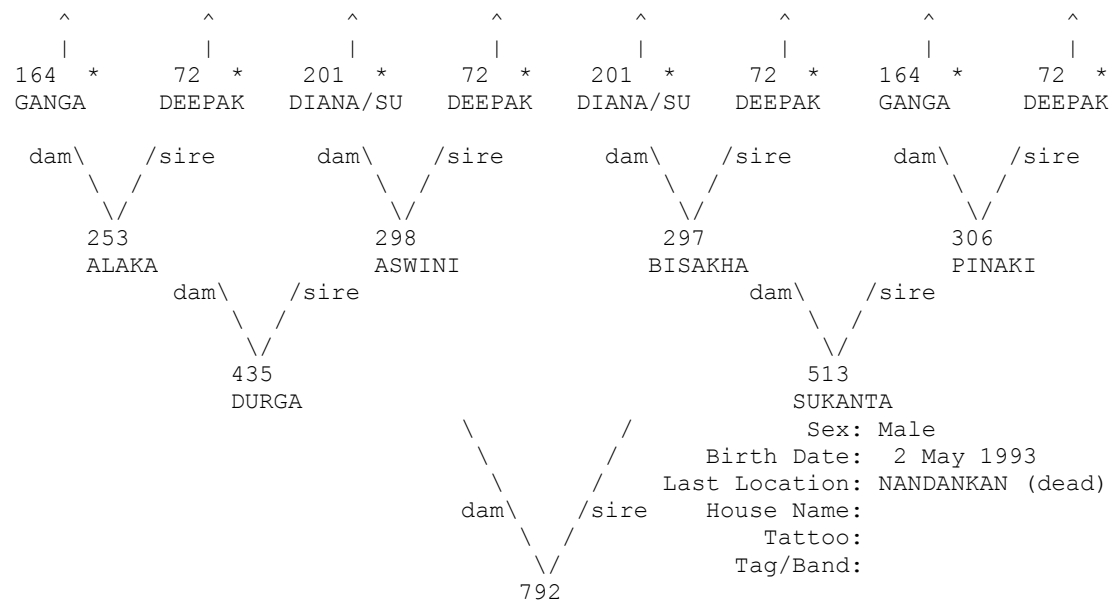 ^ ^ ^ ^ ^ ^ ^ ^
| | | | | | | |
164 * 72 * 201 * 72 * 201 * 72 * 164 * 72 *
GANGA DEEPAK DIANA/SU DEEPAK DIANA/SU DEEPAK GANGA DEEPAK
dam\ /sire dam\ /sire dam\ /sire dam\ /sire
\ / \ / \ / \ /
\/ \/ \/ \/
253 298 297 306
ALAKA ASWINI BISAKHA PINAKI
dam\ /sire dam\ /sire
\ / \ /
\/ \/
435 513
DURGA SUKANTA
\ / Sex: Male
\ / Birth Date: 2 May 1993
\ / Last Location: NANDANKAN (dead)
dam\ /sire House Name:
\ / Tattoo:
\/ Tag/Band:
792